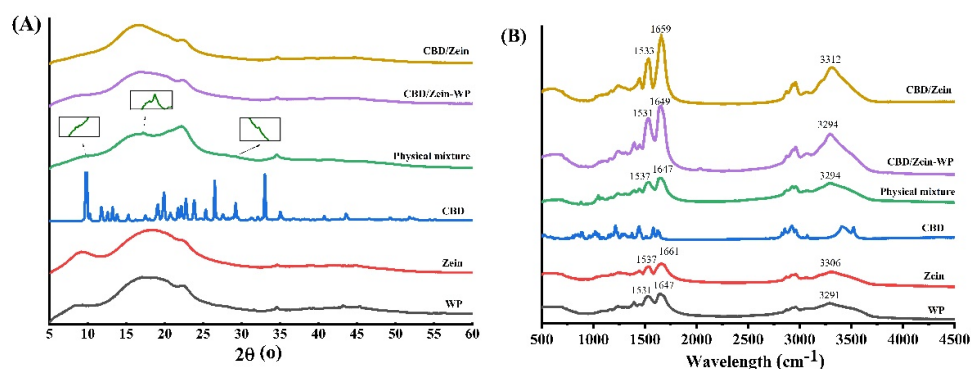 (A)
CBD/Zein
CBD/Zein-WP
Physical mixture
CBD
Zein
WP
5 10 15 20 25 30 35 40 45 50 55 60
2θ (o)
(B)
1659
1533
3312
CBD/Zein
1649
1531
3294
CBD/Zein-WP
1537 1647
3294
Physical mixture
CBD
1537 1661
3306
Zein
1531 1647
3291
WP
500 1000 1500 2000 2500 3000 3500 4000 4500
Wavelength (cm-1)